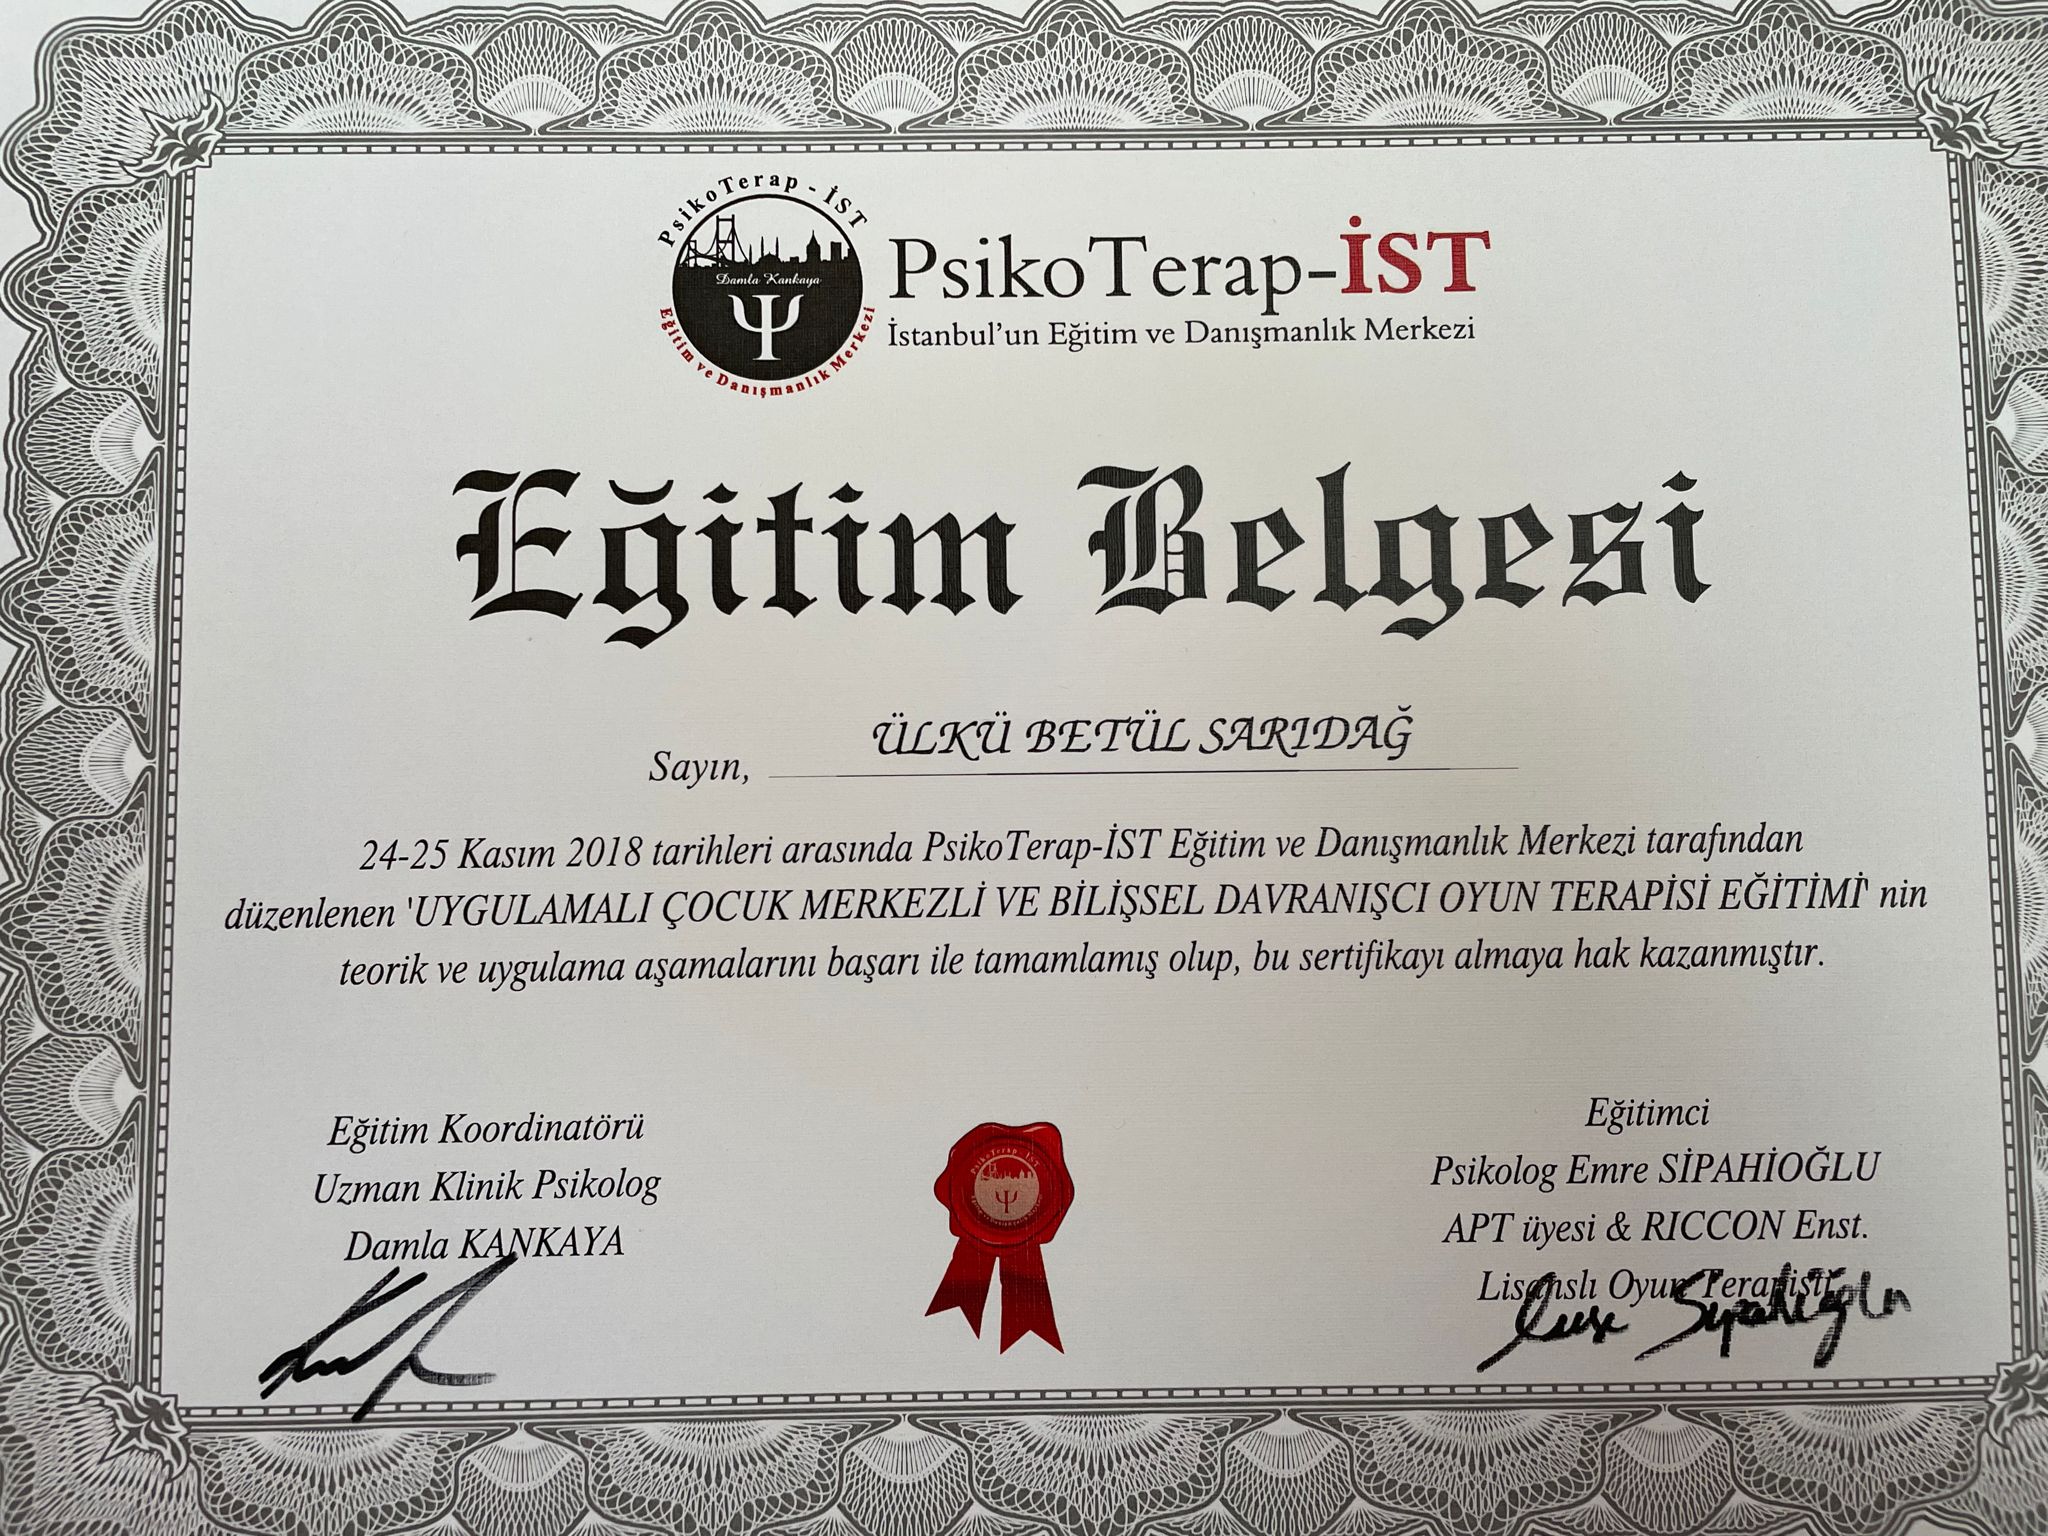 PsikoTerap - İST
Damla Kankaya
Eğitim ve Danışmanlık Merkezi
PsikoTerap-İST
İstanbul'un Eğitim ve Danışmanlık Merkezi
Eğitim Belgesi
Sayın, ÜLKÜ BETÜL SARIDAĞ
24-25 Kasım 2018 tarihleri arasında PsikoTerap-İST Eğitim ve Danışmanlık Merkezi tarafından
düzenlenen 'UYGULAMALI ÇOCUK MERKEZLİ VE BİLİŞSEL DAVRANIŞCI OYUN TERAPİSİ EĞİTİMİ' nin
teorik ve uygulama aşamalarını başarı ile tamamlamış olup, bu sertifikayı almaya hak kazanmıştır.
Eğitim Koordinatörü
Uzman Klinik Psikolog
Damla KANKAYA
PsikoTerap - İST
Eğitimci
Psikolog Emre SİPAHİOĞLU
APT üyesi & RICCON Enst.
Lisanslı Oyun Terapisti
Emre Sipahioğlu